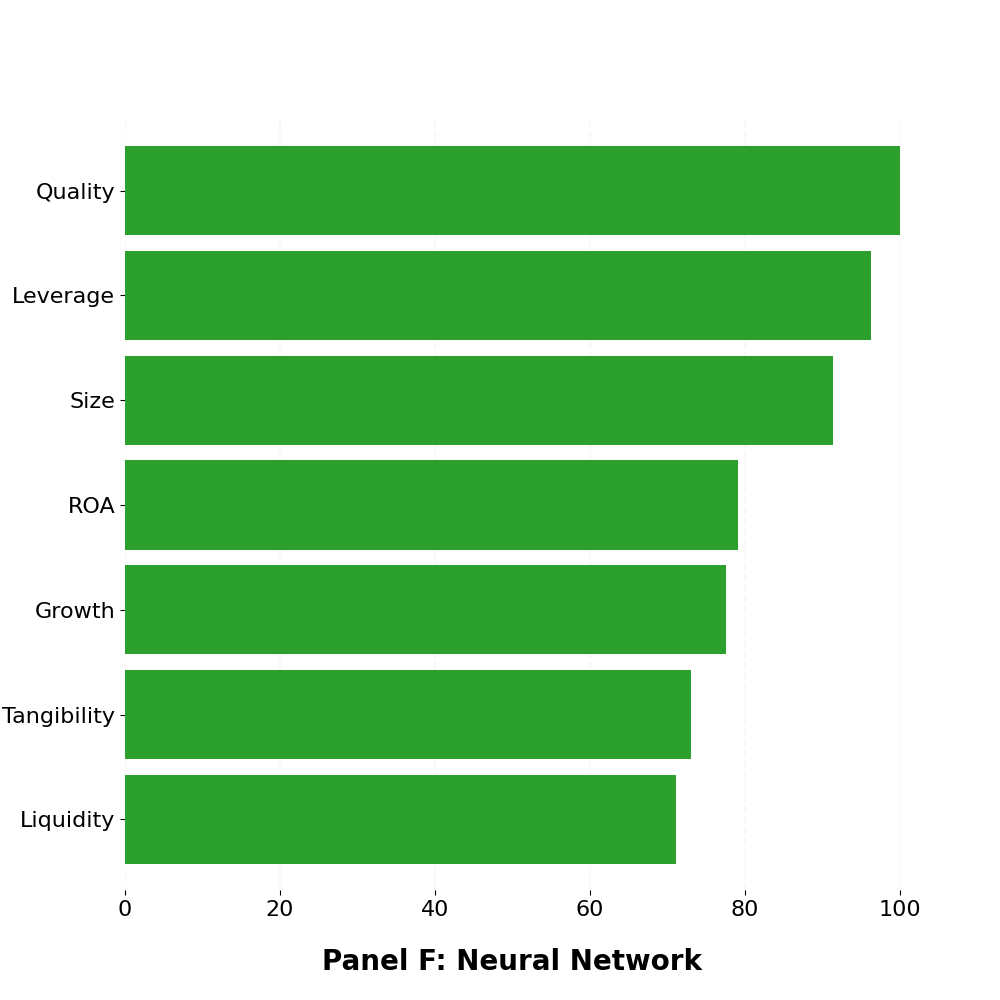 Quality
Leverage
Size
ROA
Growth
Tangibility
Liquidity
0 20 40 60 80 100
Panel F: Neural Network